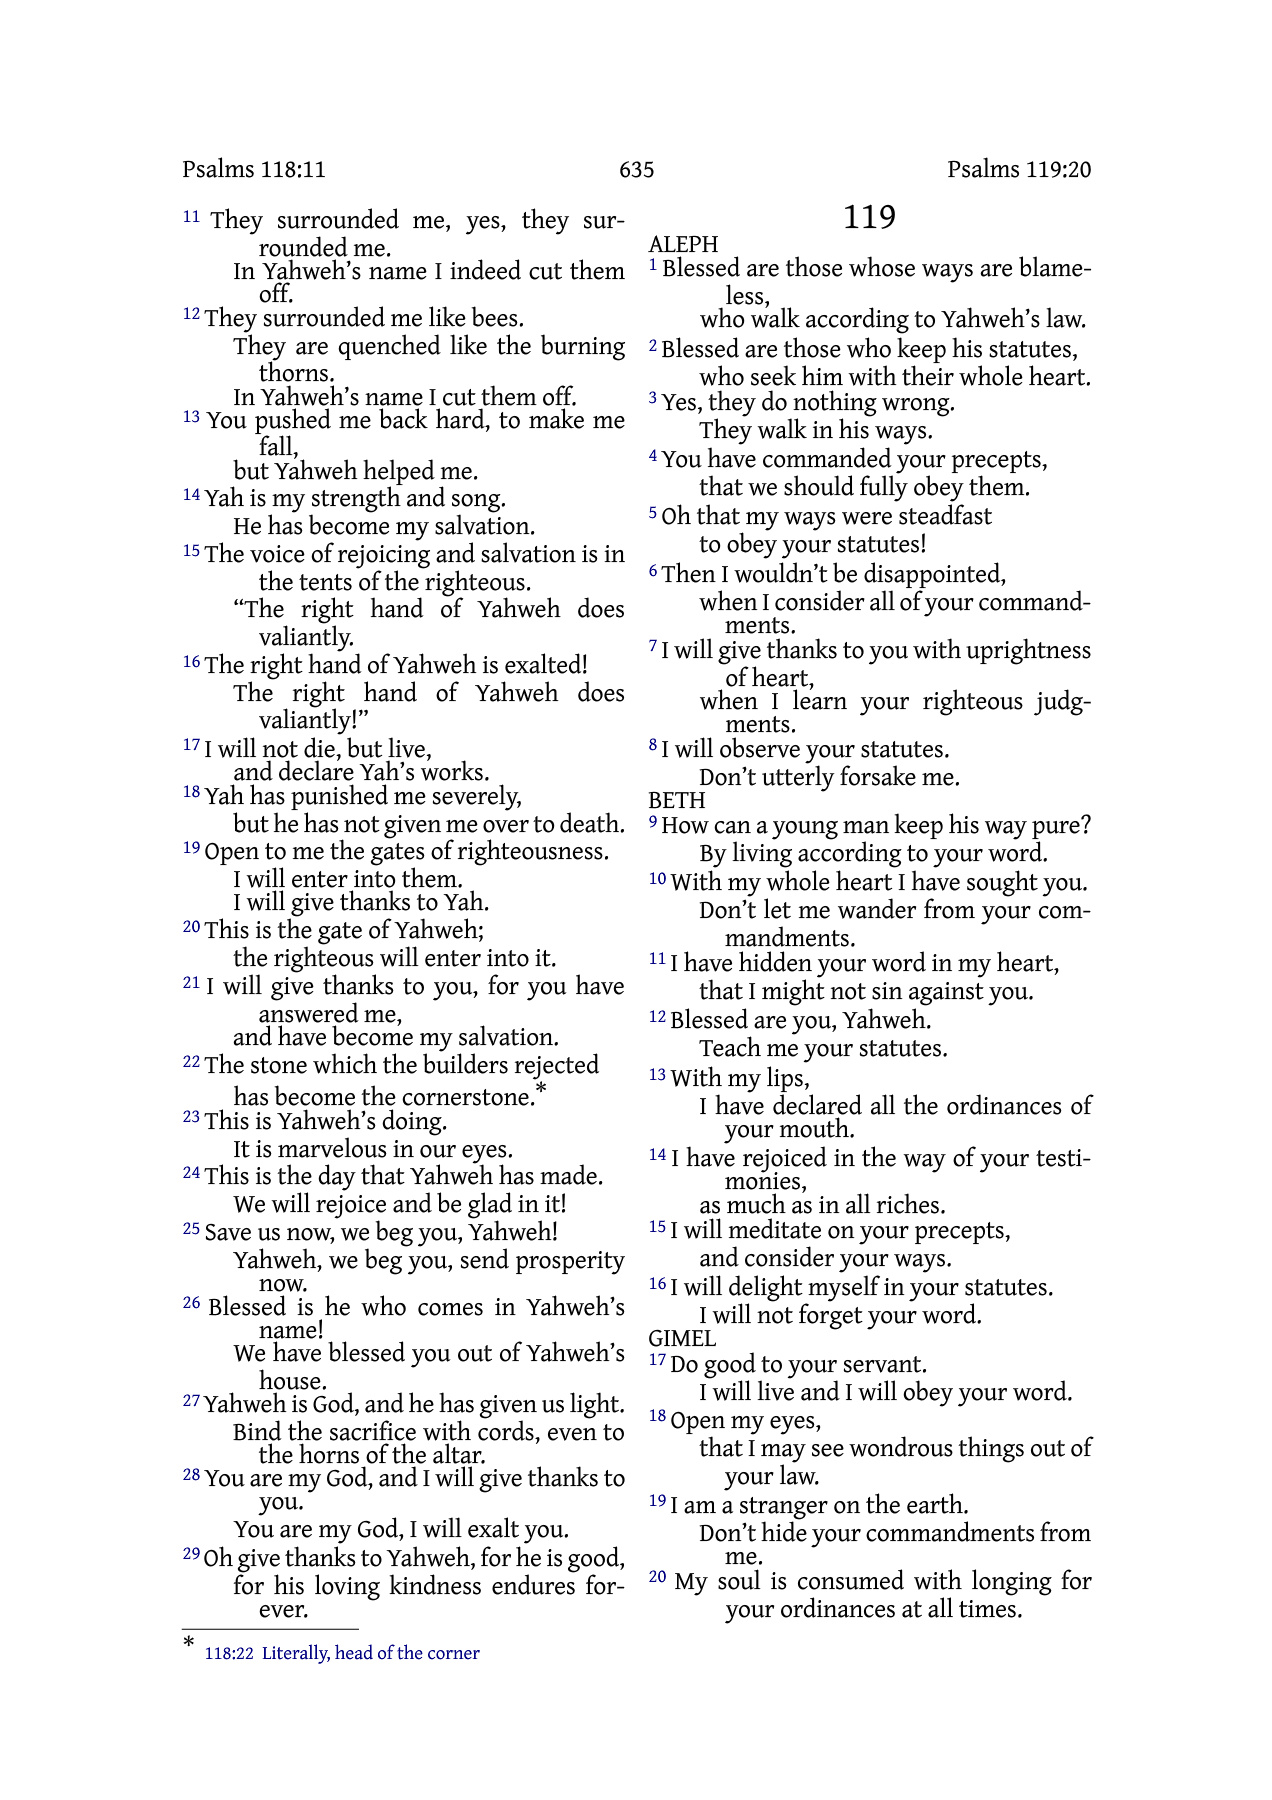 Psalms 118:11 635 Psalms 119:20
11 They surrounded me, yes, they sur-
rounded me.
In Yahweh’s name I indeed cut them
off.
12 They surrounded me like bees.
They are quenched like the burning
thorns.
In Yahweh’s name I cut them off.
13 You pushed me back hard, to make me
fall,
but Yahweh helped me.
14 Yah is my strength and song.
He has become my salvation.
15 The voice of rejoicing and salvation is in
the tents of the righteous.
“The right hand of Yahweh does
valiantly.
16 The right hand of Yahweh is exalted!
The right hand of Yahweh does
valiantly!”
17 I will not die, but live,
and declare Yah’s works.
18 Yah has punished me severely,
but he has not given me over to death.
19 Open to me the gates of righteousness.
I will enter into them.
I will give thanks to Yah.
20 This is the gate of Yahweh;
the righteous will enter into it.
21 I will give thanks to you, for you have
answered me,
and have become my salvation.
22 The stone which the builders rejected
has become the cornerstone.*
23 This is Yahweh’s doing.
It is marvelous in our eyes.
24 This is the day that Yahweh has made.
We will rejoice and be glad in it!
25 Save us now, we beg you, Yahweh!
Yahweh, we beg you, send prosperity
now.
26 Blessed is he who comes in Yahweh’s
name!
We have blessed you out of Yahweh’s
house.
27 Yahweh is God, and he has given us light.
Bind the sacrifice with cords, even to
the horns of the altar.
28 You are my God, and I will give thanks to
you.
You are my God, I will exalt you.
29 Oh give thanks to Yahweh, for he is good,
for his loving kindness endures for-
ever.
* 118:22 Literally, head of the corner
119
ALEPH
1 Blessed are those whose ways are blame-
less,
who walk according to Yahweh’s law.
2 Blessed are those who keep his statutes,
who seek him with their whole heart.
3 Yes, they do nothing wrong.
They walk in his ways.
4 You have commanded your precepts,
that we should fully obey them.
5 Oh that my ways were steadfast
to obey your statutes!
6 Then I wouldn’t be disappointed,
when I consider all of your command-
ments.
7 I will give thanks to you with uprightness
of heart,
when I learn your righteous judg-
ments.
8 I will observe your statutes.
Don’t utterly forsake me.
BETH
9 How can a young man keep his way pure?
By living according to your word.
10 With my whole heart I have sought you.
Don’t let me wander from your com-
mandments.
11 I have hidden your word in my heart,
that I might not sin against you.
12 Blessed are you, Yahweh.
Teach me your statutes.
13 With my lips,
I have declared all the ordinances of
your mouth.
14 I have rejoiced in the way of your testi-
monies,
as much as in all riches.
15 I will meditate on your precepts,
and consider your ways.
16 I will delight myself in your statutes.
I will not forget your word.
GIMEL
17 Do good to your servant.
I will live and I will obey your word.
18 Open my eyes,
that I may see wondrous things out of
your law.
19 I am a stranger on the earth.
Don’t hide your commandments from
me.
20 My soul is consumed with longing for
your ordinances at all times.